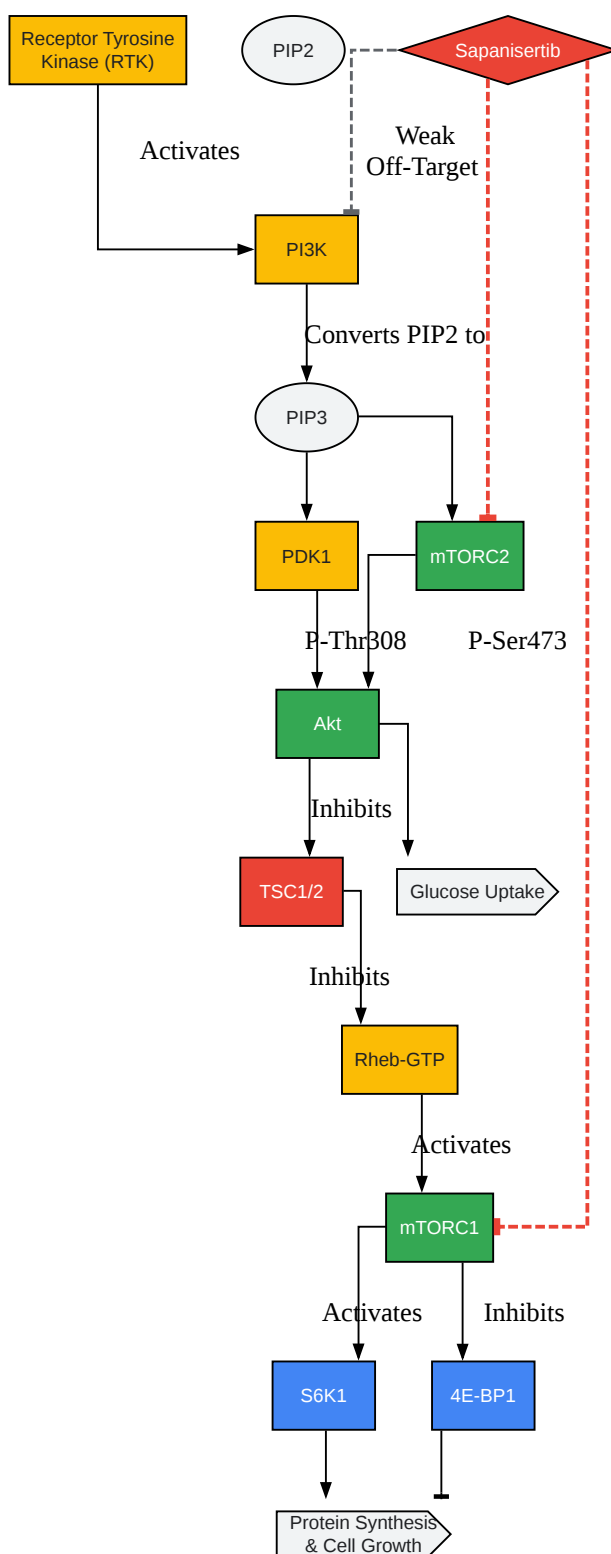 Receptor Tyrosine
Kinase (RTK)
PIP2
Sapanisertib
Activates
Weak
Off-Target
PI3K
Converts PIP2 to
PIP3
PDK1
mTORC2
P-Thr308
P-Ser473
Akt
Inhibits
TSC1/2
Glucose Uptake
Inhibits
Rheb-GTP
Activates
mTORC1
Activates
Inhibits
S6K1
4E-BP1
Protein Synthesis
& Cell Growth